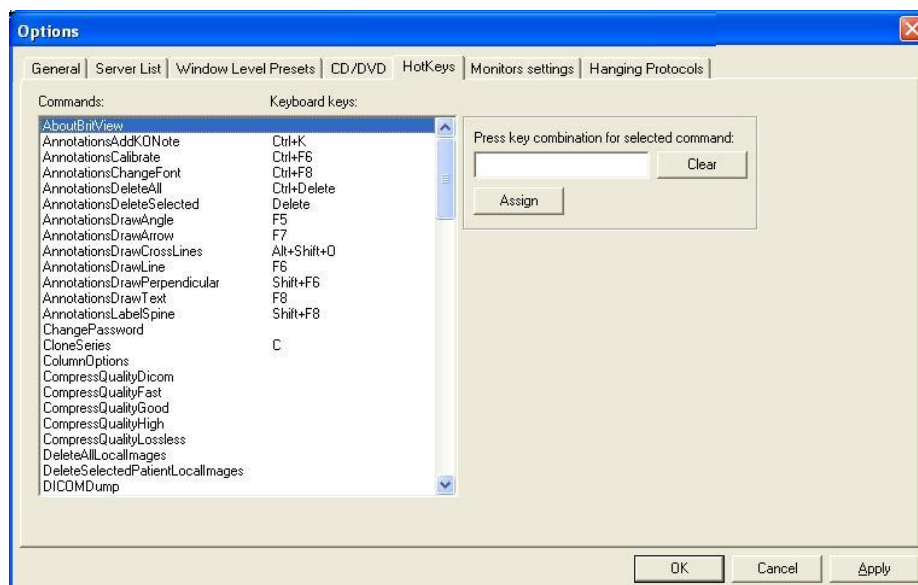 Options
General Server List Window Level Presets CD/DVD HotKeys Monitors settings Hanging Protocols
Commands: Keyboard keys:
AboutBritView
AnnotationsAddKONote Ctrl+K
AnnotationsCalibrate Ctrl+F6
AnnotationsChangeFont Ctrl+F8
AnnotationsDeleteAll Ctrl+Delete
AnnotationsDeleteSelected Delete
AnnotationsDrawAngle F5
AnnotationsDrawArrow F7
AnnotationsDrawCrossLines Alt+Shift+O
AnnotationsDrawLine F6
AnnotationsDrawPerpendicular Shift+F6
AnnotationsDrawText F8
AnnotationsLabelSpine Shift+F8
ChangePassword
CloneSeries C
ColumnOptions
CompressQualityDicom
CompressQualityFast
CompressQualityGood
CompressQualityHigh
CompressQualityLossless
DeleteAllLocalImages
DeleteSelectedPatientLocalImages
DICOMDump
Press key combination for selected command:
Clear
Assign
OK Cancel Apply